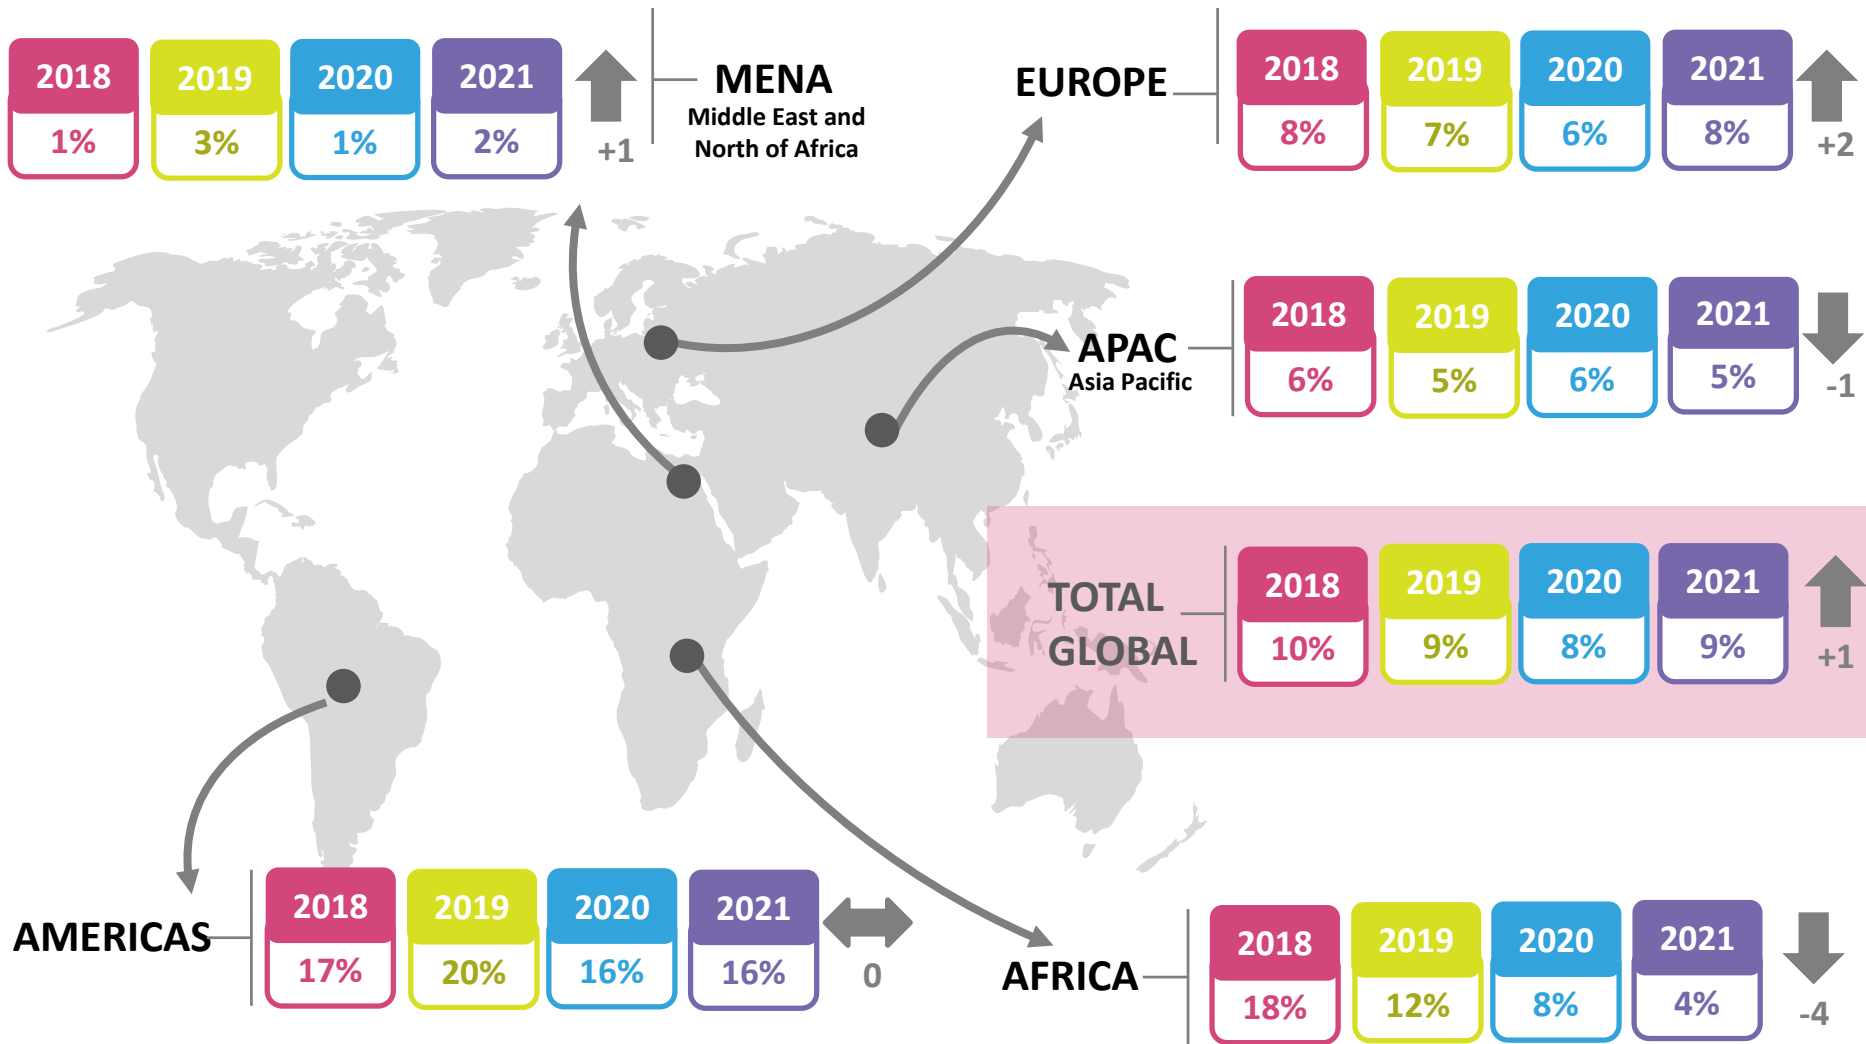 2018 2019 2020 2021
1% 3% 1% 2%
+1
MENA
Middle East and
North of Africa
EUROPE
2018 2019 2020 2021
8% 7% 6% 8%
+2
APAC
Asia Pacific
2018 2019 2020 2021
6% 5% 6% 5%
-1
TOTAL
GLOBAL
2018 2019 2020 2021
10% 9% 8% 9%
+1
AMERICAS
2018 2019 2020 2021
17% 20% 16% 16%
0
AFRICA
2018 2019 2020 2021
18% 12% 8% 4%
-4